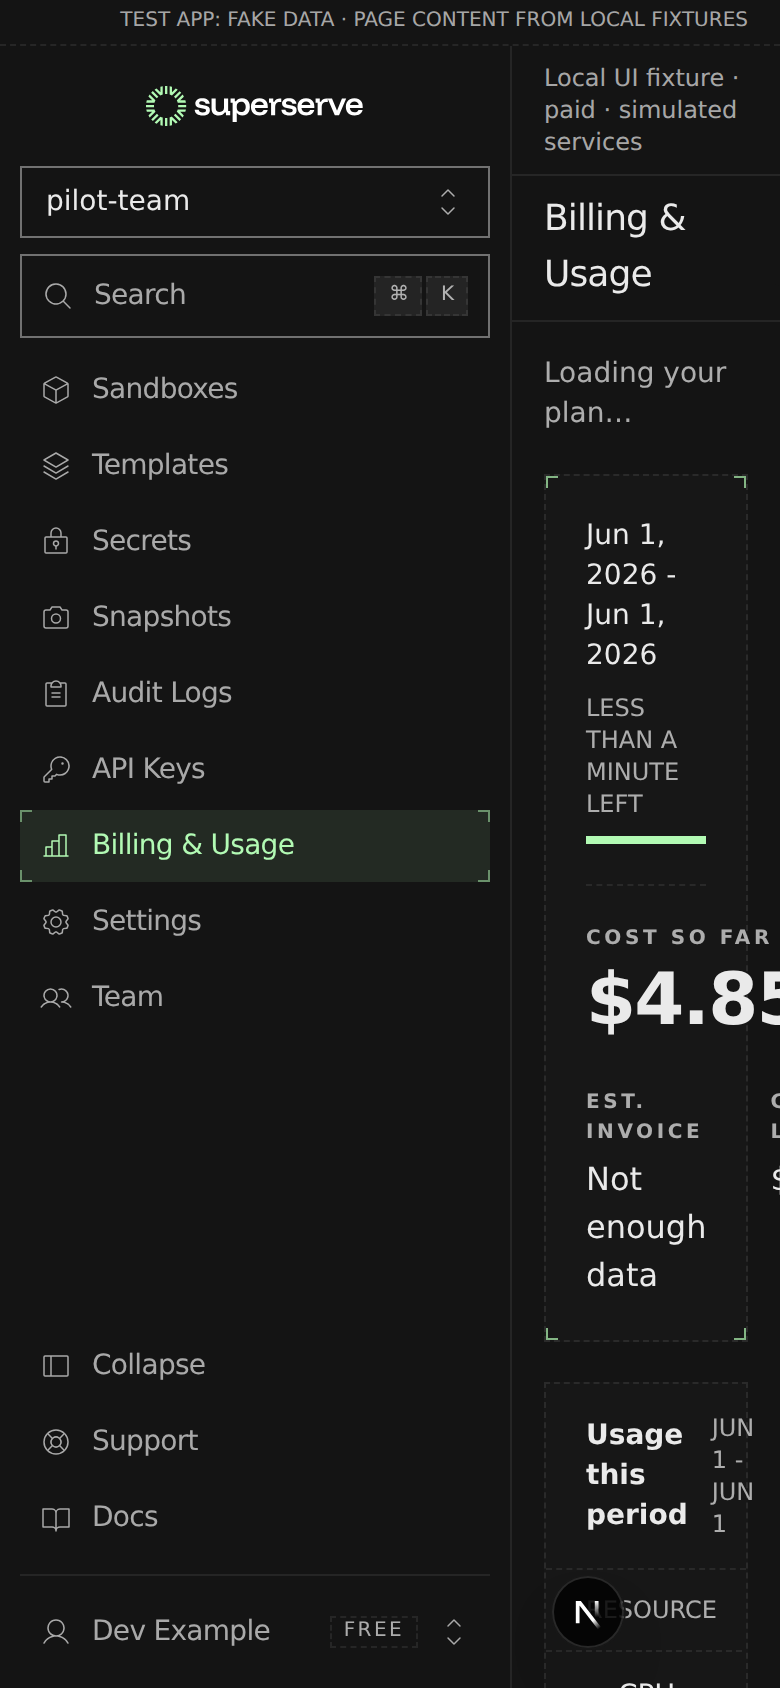 TEST APP: FAKE DATA · PAGE CONTENT FROM LOCAL FIXTURES
superserve
pilot-team
Search
⌘ K
Sandboxes
Templates
Secrets
Snapshots
Audit Logs
API Keys
Billing & Usage
Settings
Team
Collapse
Support
Docs
Dev Example
FREE
Local UI fixture ·
paid · simulated
services
Billing &
Usage
Loading your
plan...
Jun 1,
2026 -
Jun 1,
2026
LESS
THAN A
MINUTE
LEFT
COST SO FAR
$4.85
EST.
INVOICE
Not
enough
data
$
Usage
this
period
JUN
1 -
JUN
1
N